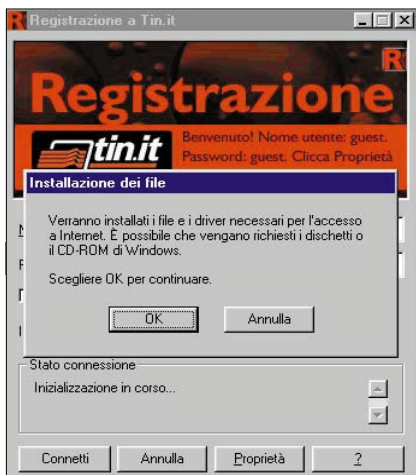 Registrazione a Tin.it
R
Registrazione
tin.it
Benvenuto! Nome utente: guest.
Password: guest. Clicca Proprietà
Installazione dei file
Verranno installati i file e i driver necessari per l'accesso
a Internet. È possibile che vengano richiesti i dischetti o
il CD-ROM di Windows.
Scegliere OK per continuare.
OK
Annulla
Stato connessione
Inizializzazione in corso...
Connetti
Annulla
Proprietà
?